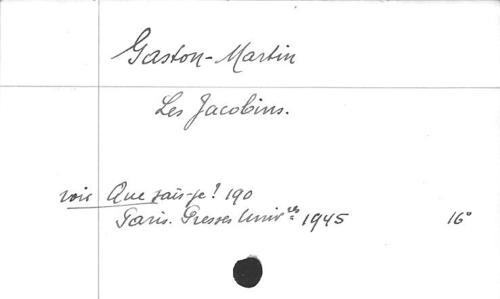 Gaston-Martin
Les Jacobins.
voir Que sais-je? 190
Paris. Presses Univ.res 1945 16°